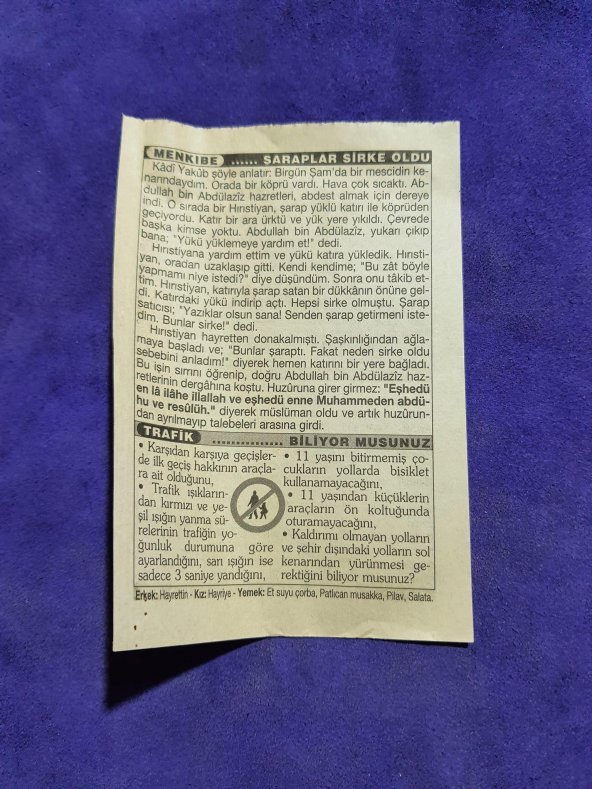 MENKIBE ...... ŞARAPLAR SİRKE OLDU
Kâdî Yakûb şöyle anlatır: Birgün Şam'da bir mescidin ke-
narındaydım. Orada bir köprü vardı. Hava çok sıcaktı. Ab-
dullah bin Abdülazîz hazretleri, abdest almak için dereye
indi. O sırada bir Hıristiyan, şarap yüklü katırı ile köprüden
geçiyordu. Katır bir ara ürktü ve yük yere yıkıldı. Çevrede
başka kimse yoktu. Abdullah bin Abdülazîz, yukarı çıkıp
bana; "Yükü yüklemeye yardım et!" dedi.
Hıristiyana yardım ettim ve yükü katıra yükledik. Hırısti-
yan, oradan uzaklaşıp gitti. Kendi kendime; "Bu zât böyle
yapmamı niye istedi?" diye düşündüm. Sonra onu tâkib et-
tim. Hıristiyan, katırıyla şarap satan bir dükkânın önüne gel-
di. Katırdaki yükü indirip açtı. Hepsi sirke olmuştu. Şarap
satıcısı; "Yazıklar olsun sana! Senden şarap getirmeni iste-
dim. Bunlar sirke!" dedi.
Hıristiyan hayretten donakalmıştı. Şaşkınlığından ağla-
maya başladı ve; "Bunlar şaraptı. Fakat neden sirke oldu
sebebini anladım!" diyerek hemen katırını bir yere bağladı.
Bu işin sırrını öğrenip, doğru Abdullah bin Abdülazîz haz-
retlerinin dergâhına koştu. Huzûruna girer girmez: "Eşhedü
en lâ ilâhe illallah ve eşhedü enne Muhammeden abdü-
hu ve resûlüh." diyerek müslüman oldu ve artık huzûrun-
dan ayrılmayıp talebeleri arasına girdi.
TRAFİK ............... BİLİYOR MUSUNUZ
• Karşıdan karşıya geçişler-
de ilk geçiş hakkının araçla-
ra ait olduğunu,
• Trafik ışıkların-
dan kırmızı ve ye-
şil ışığın yanma sü-
relerinin trafiğin yo-
ğunluk durumuna göre
ayarlandığını, sarı ışığın ise
sadece 3 saniye yandığını,
• 11 yaşını bitirmemiş ço-
cukların yollarda bisiklet
kullanamayacağını,
• 11 yaşından küçüklerin
araçların ön koltuğunda
oturamayacağını,
• Kaldırımı olmayan yolların
ve şehir dışındaki yolların sol
kenarından yürünmesi ge-
rektiğini biliyor musunuz?
Erkek: Hayrettin - Kız: Hayriye - Yemek: Et suyu çorba, Patlıcan musakka, Pilav, Salata.